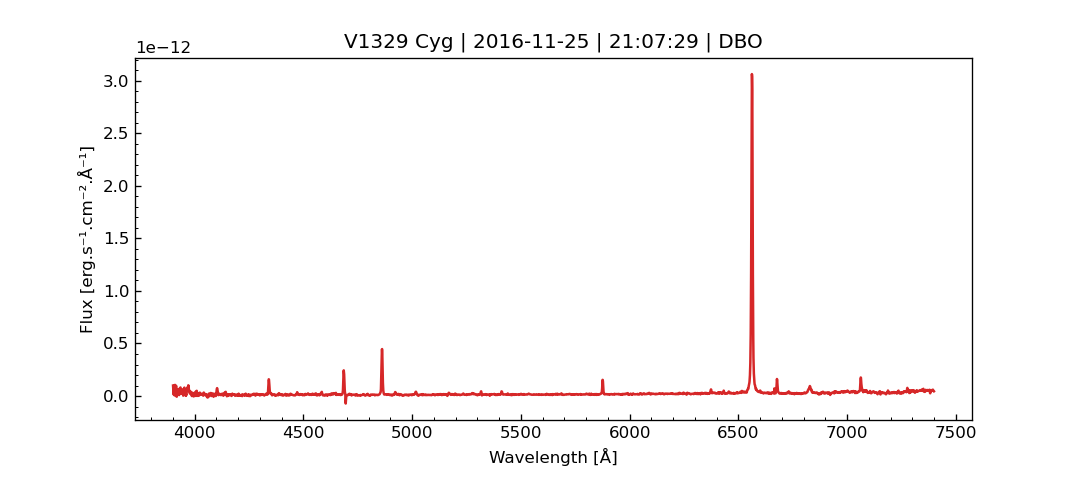 V1329 Cyg | 2016-11-25 | 21:07:29 | DBO
1e−12
3.0
2.5
2.0
1.5
1.0
0.5
0.0
Flux [erg.s⁻¹.cm⁻².Å⁻¹]
4000 4500 5000 5500 6000 6500 7000 7500
Wavelength [Å]